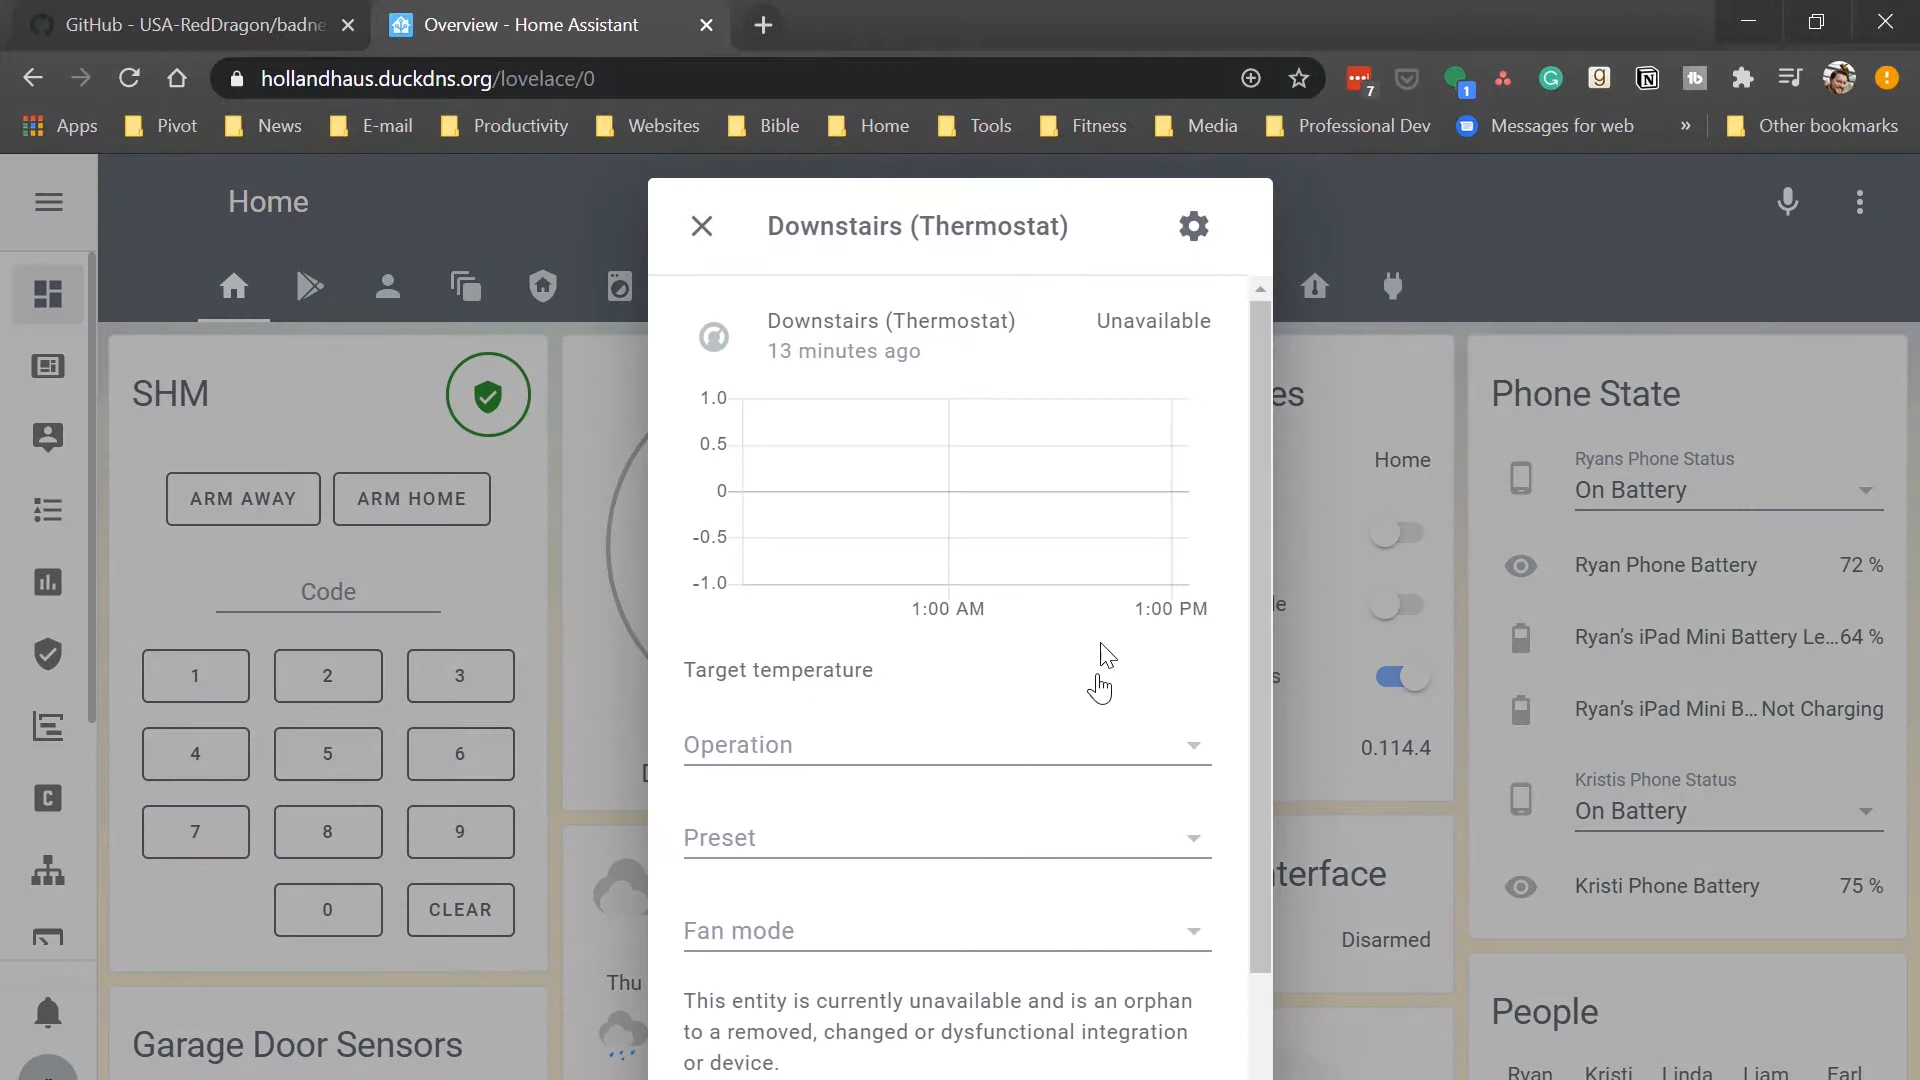 GitHub - USA-RedDragon/badne
Overview - Home Assistant
hollandhaus.duckdns.org/lovelace/0
7
1
G
g
N
tb
Apps
Pivot
News
E-mail
Productivity
Websites
Bible
Home
Tools
Fitness
Media
Professional Dev
Messages for web
»
Other bookmarks
Home
Downstairs (Thermostat)
Downstairs (Thermostat)
Unavailable
13 minutes ago
1.0
0.5
0
-0.5
-1.0
1:00 AM
1:00 PM
Target temperature
Operation
Preset
Fan mode
This entity is currently unavailable and is an orphan
to a removed, changed or dysfunctional integration
or device.
SHM
ARM AWAY
ARM HOME
Code
1
2
3
4
5
6
7
8
9
0
CLEAR
C
Garage Door Sensors
Thu
es
Home
le
s
0.114.4
terface
Disarmed
Phone State
Ryans Phone Status
On Battery
Ryan Phone Battery
72 %
Ryan's iPad Mini Battery Le...64 %
Ryan's iPad Mini B... Not Charging
Kristis Phone Status
On Battery
Kristi Phone Battery
75 %
People
Ryan
Kristi
Linda
Liam
Earl